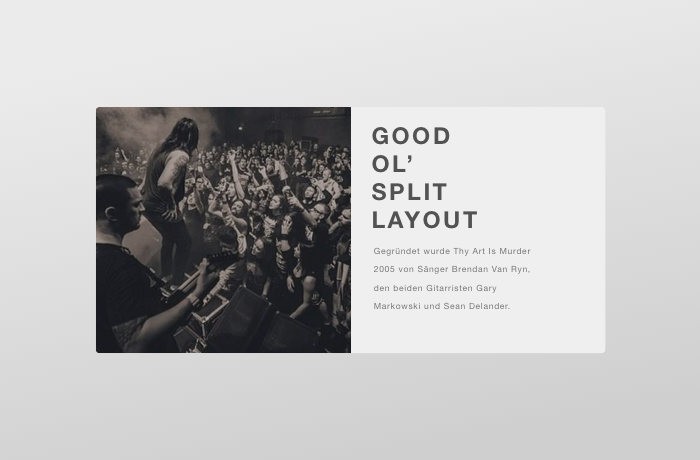 GOOD
OL’
SPLIT
LAYOUT
Gegründet wurde Thy Art Is Murder
2005 von Sänger Brendan Van Ryn,
den beiden Gitarristen Gary
Markowski und Sean Delander.